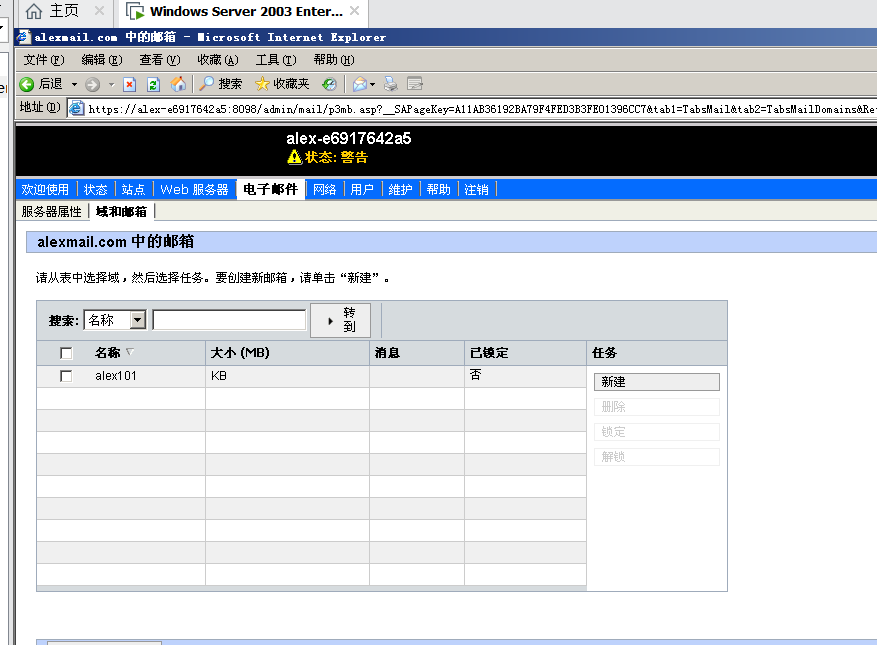 主页 Windows Server 2003 Enter...
alexmail.com 中的邮箱 - Microsoft Internet Explorer
文件(F) 编辑(E) 查看(V) 收藏(A) 工具(T) 帮助(H)
后退 搜索 收藏夹
地址(D) https://alex-e6917642a5:8098/admin/mail/p3mb.asp?__SAPageKey=A11AB36192BA79F4FED3B3FE01396CC7&tab1=TabsMail&tab2=TabsMailDomains&Re
alex-e6917642a5
状态: 警告
欢迎使用 状态 站点 Web 服务器 电子邮件 网络 用户 维护 帮助 注销
服务器属性 域和邮箱
alexmail.com 中的邮箱
请从表中选择域，然后选择任务。要创建新邮箱，请单击“新建”。
搜索: 名称 转到
名称 大小 (MB) 消息 已锁定 任务
alex101 KB 否 新建
删除
锁定
解锁